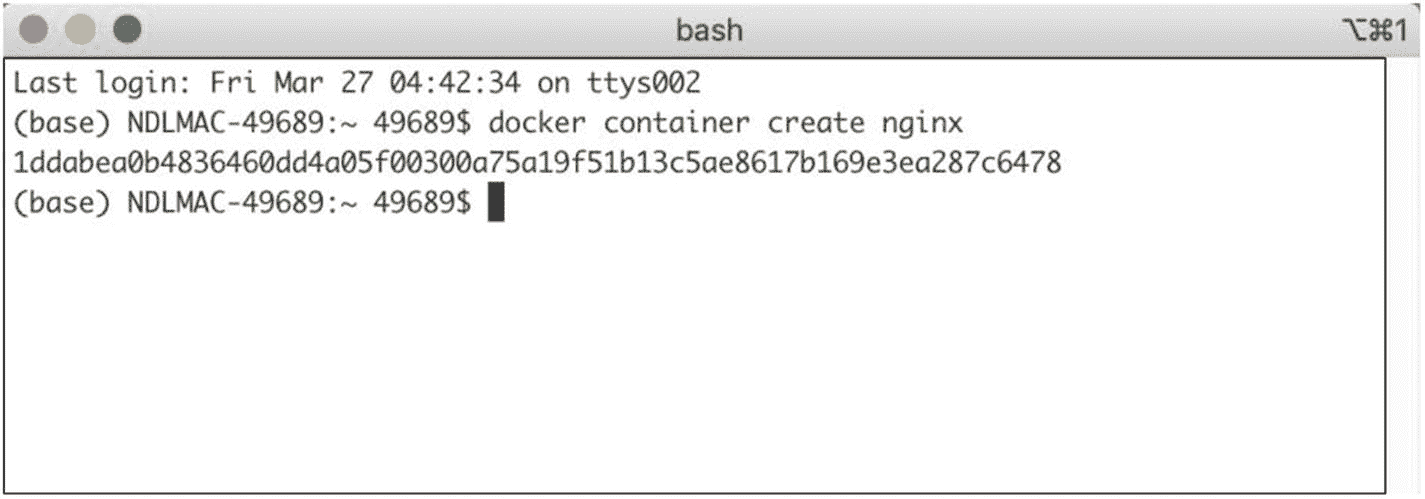 bash
⌥⌘1
Last login: Fri Mar 27 04:42:34 on ttys002
(base) NDLMAC-49689:~ 49689$ docker container create nginx
1ddabea0b4836460dd4a05f00300a75a19f51b13c5ae8617b169e3ea287c6478
(base) NDLMAC-49689:~ 49689$